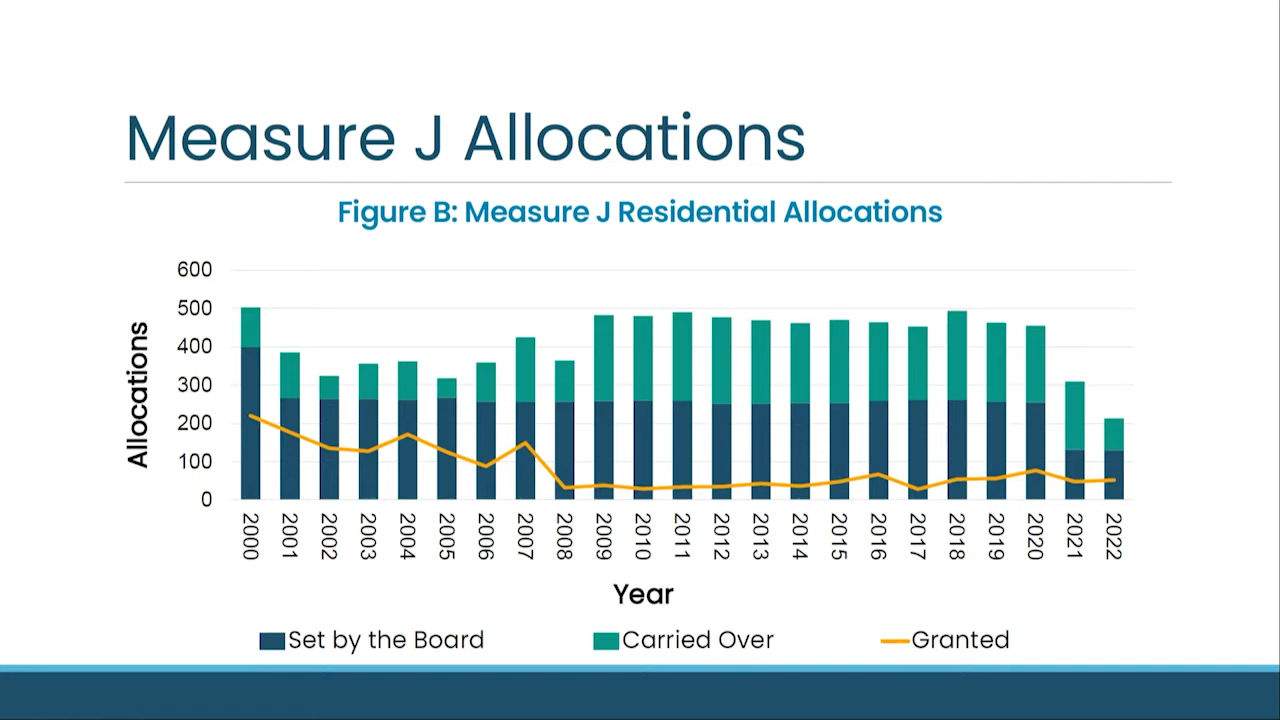 Measure J Allocations
Figure B: Measure J Residential Allocations
600
500
400
300
200
100
0
Allocations
2000 2001 2002 2003 2004 2005 2006 2007 2008 2009 2010 2011 2012 2013 2014 2015 2016 2017 2018 2019 2020 2021 2022
Year
Set by the Board Carried Over Granted